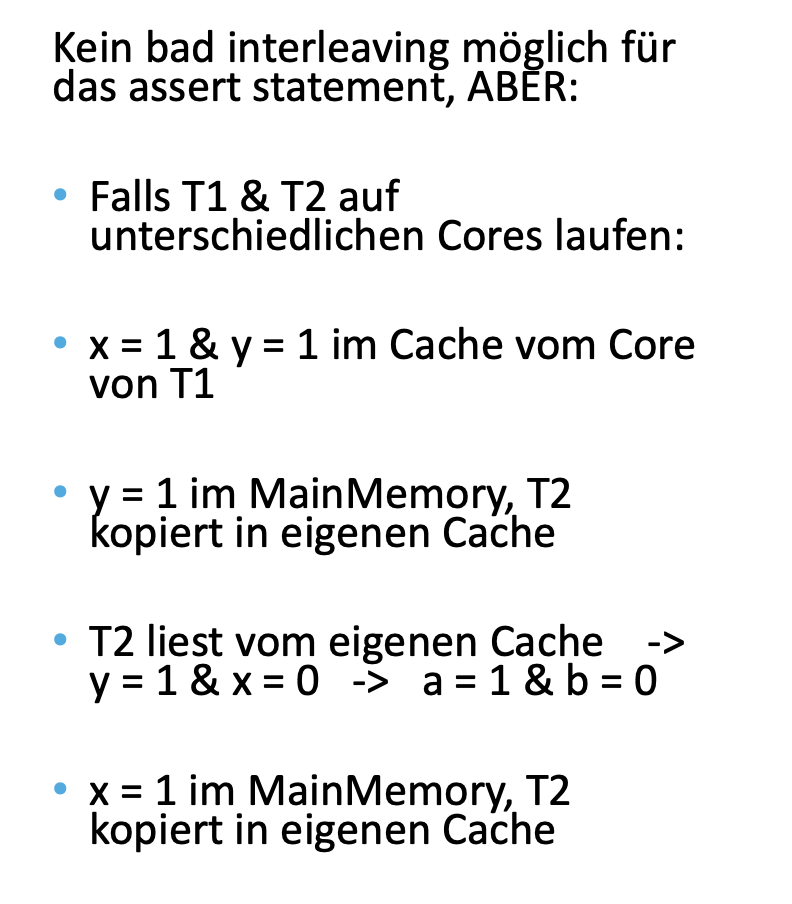 Kein bad interleaving möglich für
das assert statement, ABER:
• Falls T1 & T2 auf
unterschiedlichen Cores laufen:
• x = 1 & y = 1 im Cache vom Core
von T1
• y = 1 im MainMemory, T2
kopiert in eigenen Cache
• T2 liest vom eigenen Cache ->
y = 1 & x = 0 -> a = 1 & b = 0
• x = 1 im MainMemory, T2
kopiert in eigenen Cache